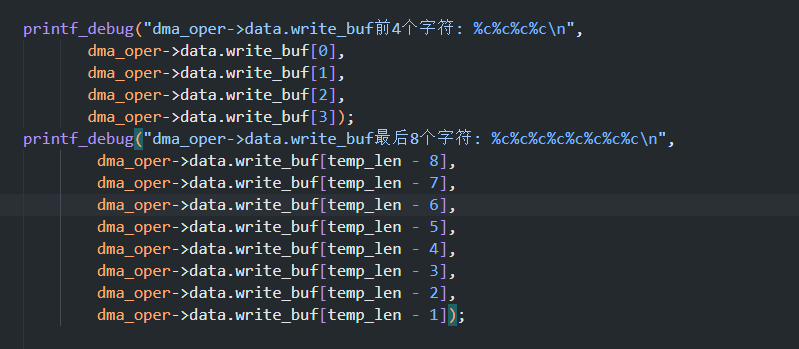 printf_debug("dma_oper->data.write_buf前4个字符: %c%c%c%c\n",
dma_oper->data.write_buf[0],
dma_oper->data.write_buf[1],
dma_oper->data.write_buf[2],
dma_oper->data.write_buf[3]);
printf_debug("dma_oper->data.write_buf最后8个字符: %c%c%c%c%c%c%c%c\n",
dma_oper->data.write_buf[temp_len - 8],
dma_oper->data.write_buf[temp_len - 7],
dma_oper->data.write_buf[temp_len - 6],
dma_oper->data.write_buf[temp_len - 5],
dma_oper->data.write_buf[temp_len - 4],
dma_oper->data.write_buf[temp_len - 3],
dma_oper->data.write_buf[temp_len - 2],
dma_oper->data.write_buf[temp_len - 1]);